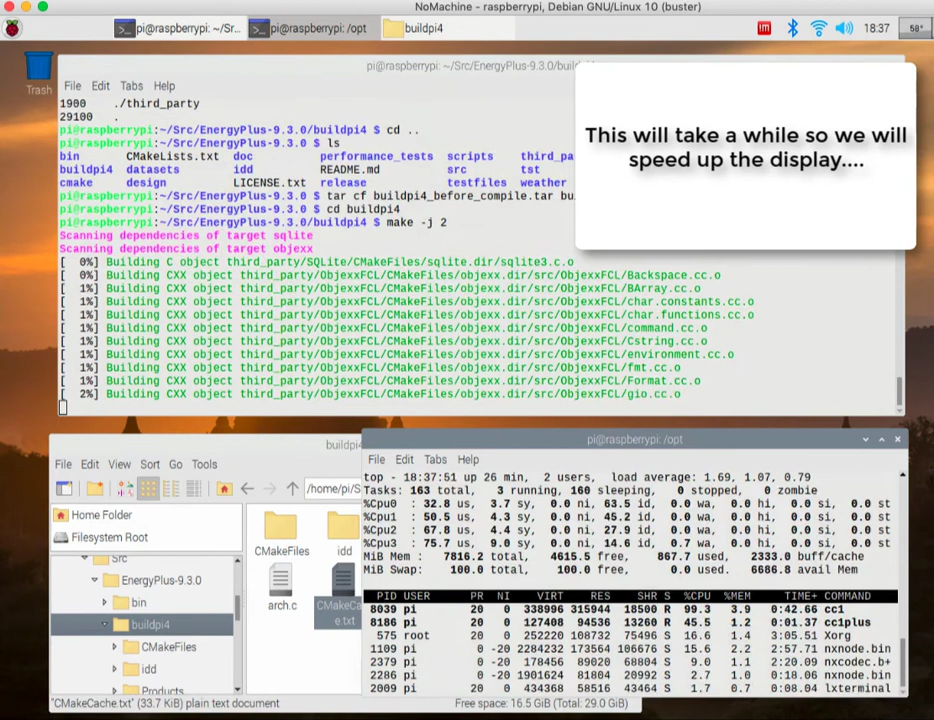 NoMachine - raspberrypi, Debian GNU/Linux 10 (buster)
pi@raspberrypi: ~/Sr... pi@raspberrypi: /opt buildpi4 18:37 58°
Trash
pi@raspberrypi: ~/Src/EnergyPlus-9.3.0/build
File Edit Tabs Help
1900 ./third_party
29100 .
pi@raspberrypi:~/Src/EnergyPlus-9.3.0/buildpi4 $ cd ..
pi@raspberrypi:~/Src/EnergyPlus-9.3.0 $ ls
bin CMakeLists.txt doc performance_tests scripts third_pa
buildpi4 datasets idd README.md src tst
cmake design LICENSE.txt release testfiles weather
pi@raspberrypi:~/Src/EnergyPlus-9.3.0 $ tar cf buildpi4_before_compile.tar bu
pi@raspberrypi:~/Src/EnergyPlus-9.3.0 $ cd buildpi4
pi@raspberrypi:~/Src/EnergyPlus-9.3.0/buildpi4 $ make -j 2
Scanning dependencies of target sqlite
Scanning dependencies of target objexx
[ 0%] Building C object third_party/SQLite/CMakeFiles/sqlite.dir/sqlite3.c.o
[ 0%] Building CXX object third_party/ObjexxFCL/CMakeFiles/objexx.dir/src/ObjexxFCL/Backspace.cc.o
[ 1%] Building CXX object third_party/ObjexxFCL/CMakeFiles/objexx.dir/src/ObjexxFCL/BArray.cc.o
[ 1%] Building CXX object third_party/ObjexxFCL/CMakeFiles/objexx.dir/src/ObjexxFCL/char.constants.cc.o
[ 1%] Building CXX object third_party/ObjexxFCL/CMakeFiles/objexx.dir/src/ObjexxFCL/char.functions.cc.o
[ 1%] Building CXX object third_party/ObjexxFCL/CMakeFiles/objexx.dir/src/ObjexxFCL/command.cc.o
[ 1%] Building CXX object third_party/ObjexxFCL/CMakeFiles/objexx.dir/src/ObjexxFCL/Cstring.cc.o
[ 1%] Building CXX object third_party/ObjexxFCL/CMakeFiles/objexx.dir/src/ObjexxFCL/environment.cc.o
[ 1%] Building CXX object third_party/ObjexxFCL/CMakeFiles/objexx.dir/src/ObjexxFCL/fmt.cc.o
[ 1%] Building CXX object third_party/ObjexxFCL/CMakeFiles/objexx.dir/src/ObjexxFCL/Format.cc.o
[ 2%] Building CXX object third_party/ObjexxFCL/CMakeFiles/objexx.dir/src/ObjexxFCL/gio.cc.o
This will take a while so we will
speed up the display....
buildpi4
File Edit View Sort Go Tools
/home/pi/S
Home Folder
Filesystem Root
Src
EnergyPlus-9.3.0
bin
buildpi4
CMakeFiles
idd
Products
CMakeFiles idd
arch.c CMakeCa
e.txt
"CMakeCache.txt" (33.7 KiB) plain text document Free space: 16.5 GiB (Total: 29.0 GiB)
pi@raspberrypi: /opt
File Edit Tabs Help
top - 18:37:51 up 26 min, 2 users, load average: 1.69, 1.07, 0.79
Tasks: 163 total, 3 running, 160 sleeping, 0 stopped, 0 zombie
%Cpu0 : 32.8 us, 3.7 sy, 0.0 ni, 63.5 id, 0.0 wa, 0.0 hi, 0.0 si, 0.0 st
%Cpu1 : 50.5 us, 4.3 sy, 0.0 ni, 45.2 id, 0.0 wa, 0.0 hi, 0.0 si, 0.0 st
%Cpu2 : 67.8 us, 4.4 sy, 0.0 ni, 27.9 id, 0.0 wa, 0.0 hi, 0.0 si, 0.0 st
%Cpu3 : 75.7 us, 9.0 sy, 0.0 ni, 14.6 id, 0.7 wa, 0.0 hi, 0.0 si, 0.0 st
MiB Mem : 7816.2 total, 4615.5 free, 867.7 used, 2333.0 buff/cache
MiB Swap: 100.0 total, 100.0 free, 0.0 used. 6686.8 avail Mem
PID USER PR NI VIRT RES SHR S %CPU %MEM TIME+ COMMAND
8039 pi 20 0 338996 315944 18500 R 99.3 3.9 0:42.66 cc1
8186 pi 20 0 127408 94536 13260 R 45.5 1.2 0:01.37 cc1plus
575 root 20 0 252220 108732 75496 S 16.6 1.4 3:05.51 Xorg
1109 pi 0 -20 2284232 173564 106676 S 15.6 2.2 2:57.71 nxnode.bin
2379 pi 0 -20 178456 89020 68804 S 9.0 1.1 2:20.09 nxcodec.b+
1126 pi 0 -20 1901624 81804 20992 S 2.7 1.0 0:18.06 nxnode.bin
2009 pi 20 0 434368 58516 43464 S 1.7 0.7 0:08.04 lxterminal